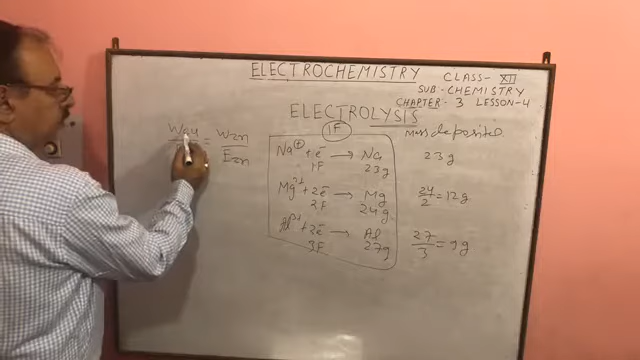 ELECTROCHEMISTRY
CLASS- XII
SUB-CHEMISTRY
CHAPTER-3 LESSON-4
ELECTROLYSIS
1F
Mass deposited
WCu = WZn
EZn
Na⊕ + e̅ → Na
1F 23g
23g
Mg²⁺ + 2e̅ → Mg
2F 24g
24/2 = 12g
Al³⁺ + 3e̅ → Al
3F 27g
27/3 = 9g